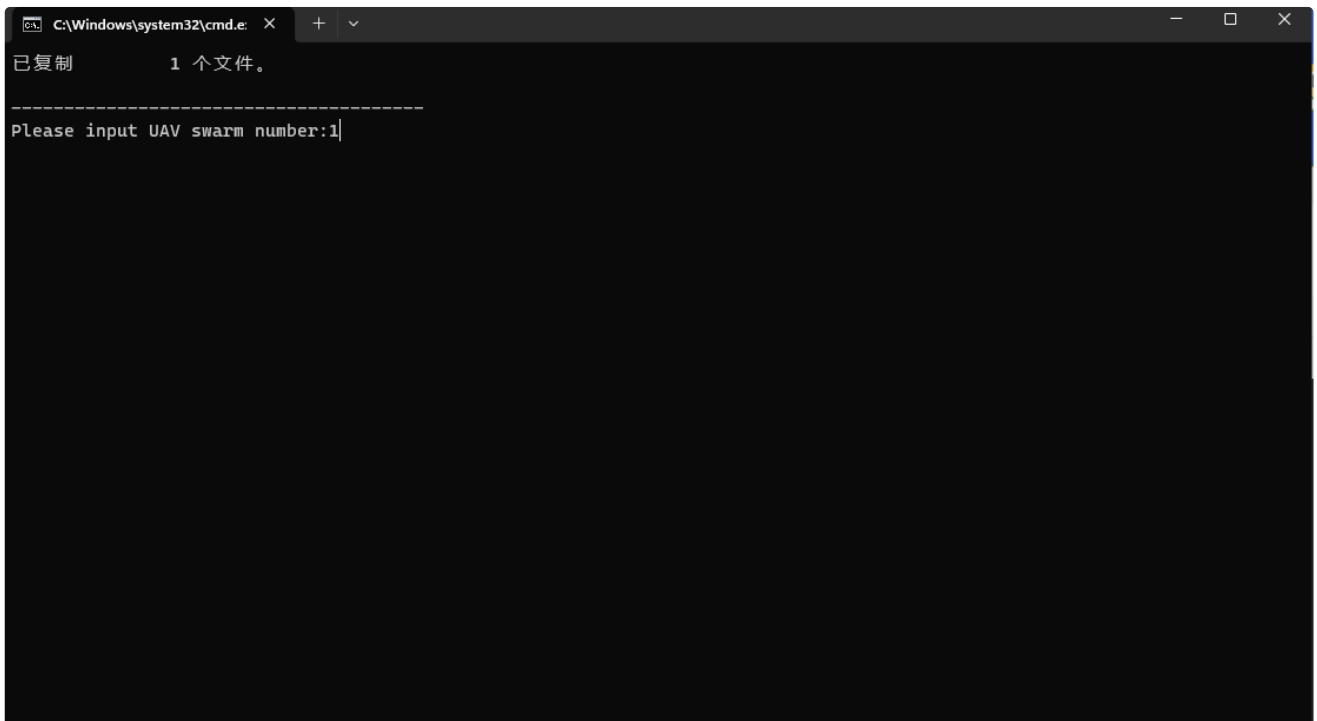 C:\Windows\system32\cmd.e
已复制         1 个文件。
---------------------------------------
Please input UAV swarm number:1